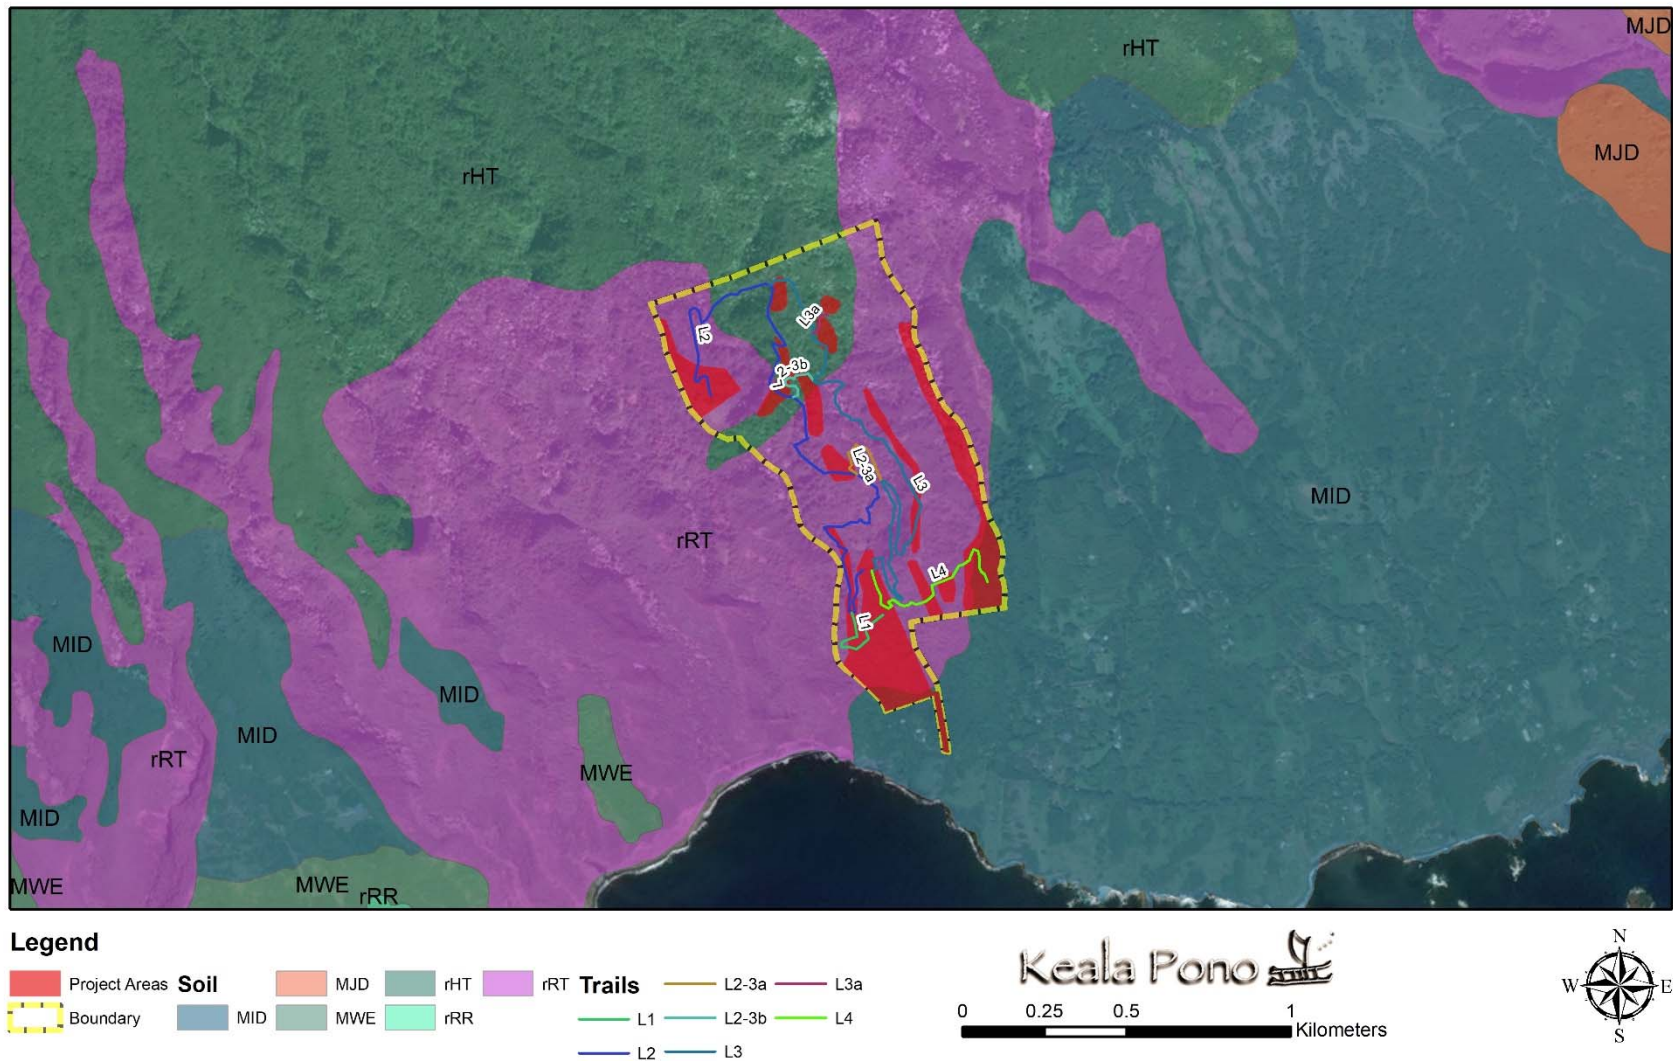 MJD
rHT
MJD
rHT
L3a
L2
L2-3b
L2-3a
L3
MID
rRT
L4
L1
MID
MID
MID
rRT
MWE
MID
MWE
MWE
rRR
Legend
Project Areas
Boundary
Soil
MID
MJD
MWE
rHT
rRR
rRT
Trails
L1
L2
L2-3a
L2-3b
L3
L3a
L4
Keala Pono
0 0.25 0.5 1
Kilometers
N
W E
S